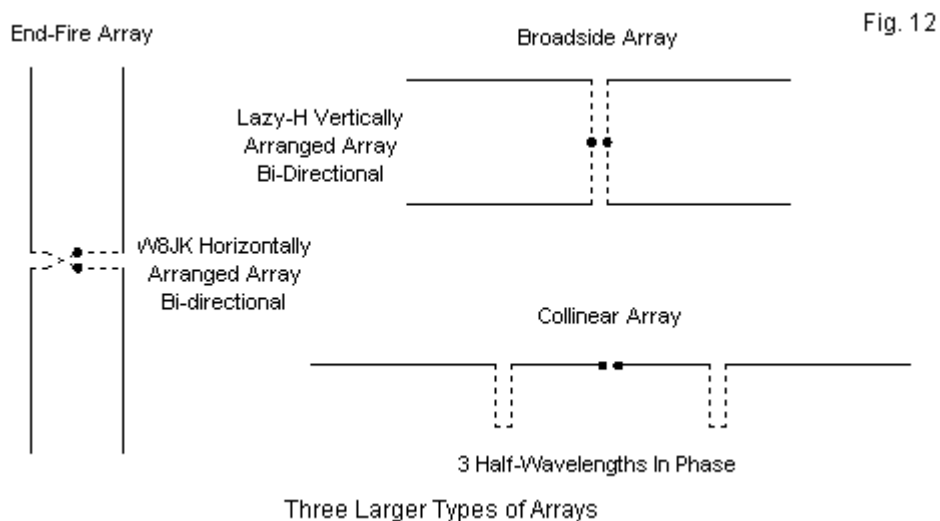 Fig. 12
End-Fire Array
Broadside Array
Lazy-H Vertically
Arranged Array
Bi-Directional
W8JK Horizontally
Arranged Array
Bi-directional
Collinear Array
3 Half-Wavelengths In Phase
Three Larger Types of Arrays